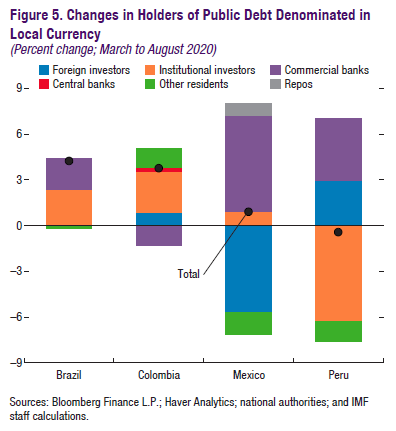 Figure 5. Changes in Holders of Public Debt Denominated in
Local Currency
(Percent change; March to August 2020)
Foreign investors Institutional investors Commercial banks
Central banks Other residents Repos
9
6
3
0
–3
–6
–9
Total
Brazil Colombia Mexico Peru
Sources: Bloomberg Finance L.P.; Haver Analytics; national authorities; and IMF
staff calculations.